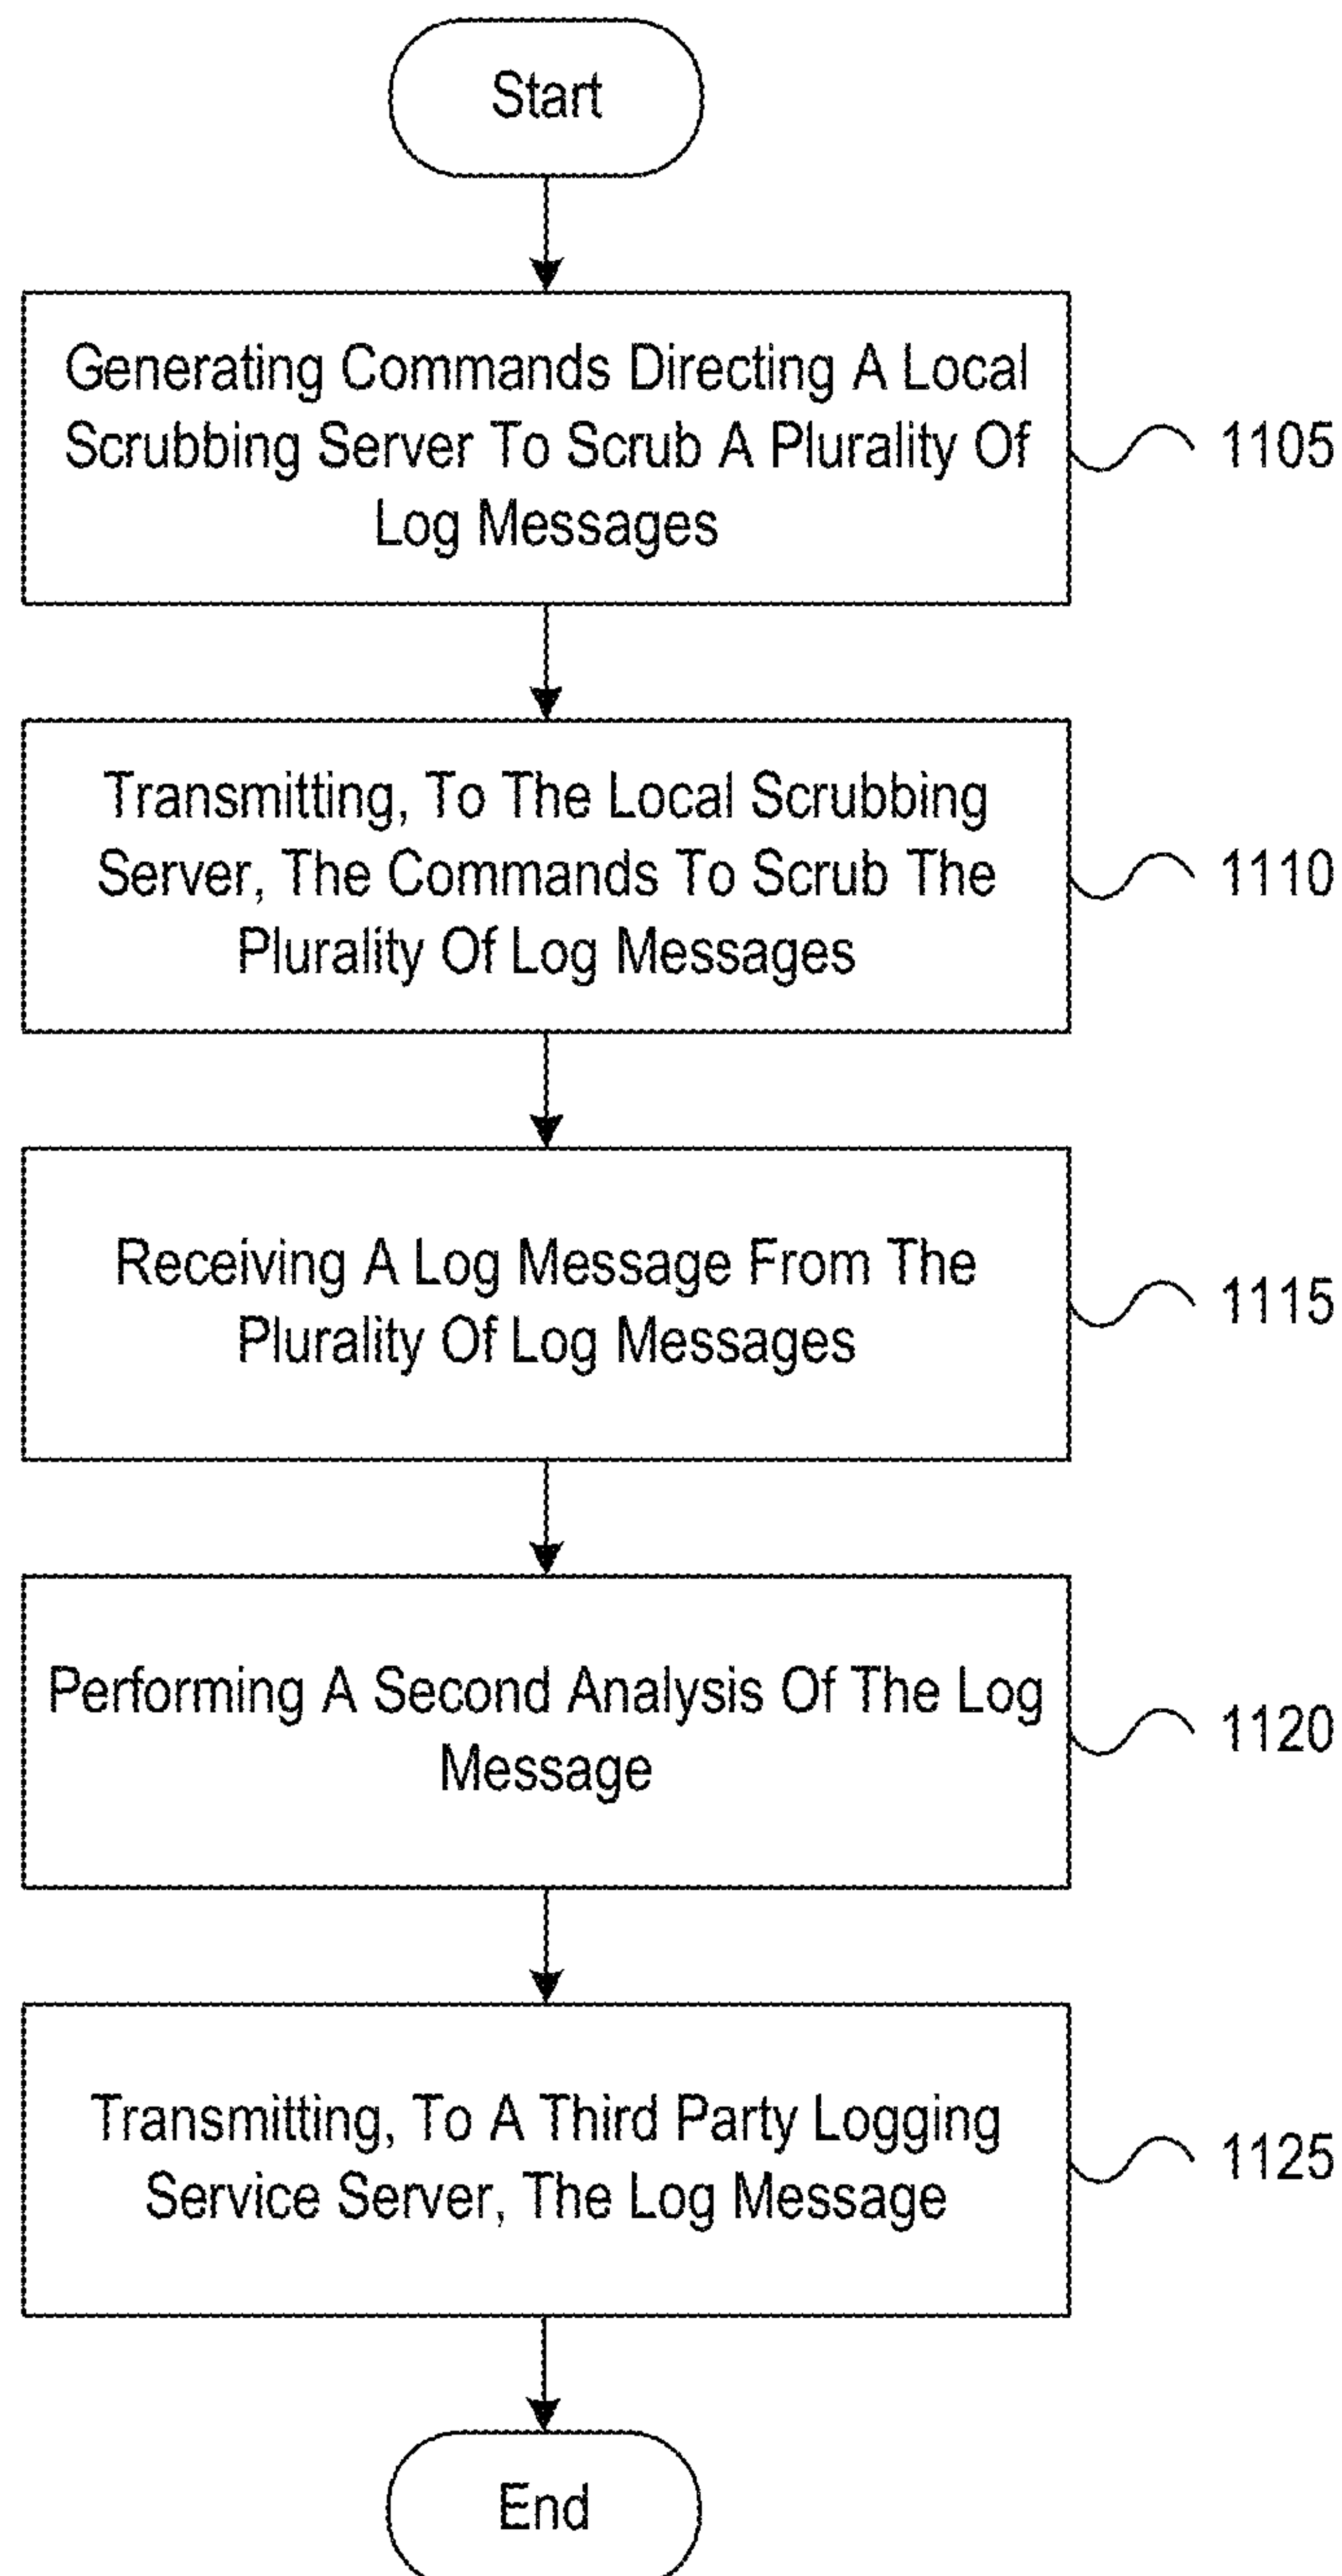 Start
Generating Commands Directing A Local
Scrubbing Server To Scrub A Plurality Of
Log Messages
1105
Transmitting, To The Local Scrubbing
Server, The Commands To Scrub The
Plurality Of Log Messages
1110
Receiving A Log Message From The
Plurality Of Log Messages
1115
Performing A Second Analysis Of The Log
Message
1120
Transmitting, To A Third Party Logging
Service Server, The Log Message
1125
End